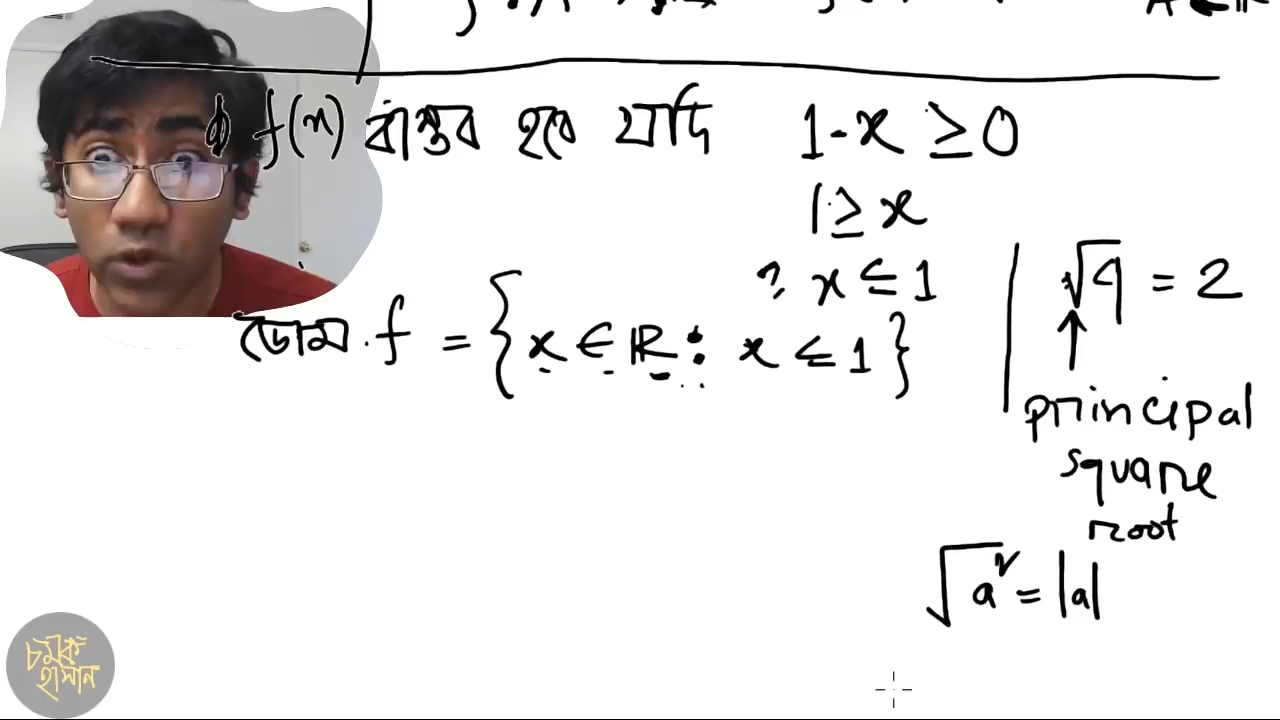 f(x) বাস্তব হবে যদি 1-x ≥ 0
1 ≥ x
x ≤ 1
ডোম. f = {x ∈ ℝ : x ≤ 1}
√4 = 2
principal
square
root
√a² = |a|
চমক
হাসান